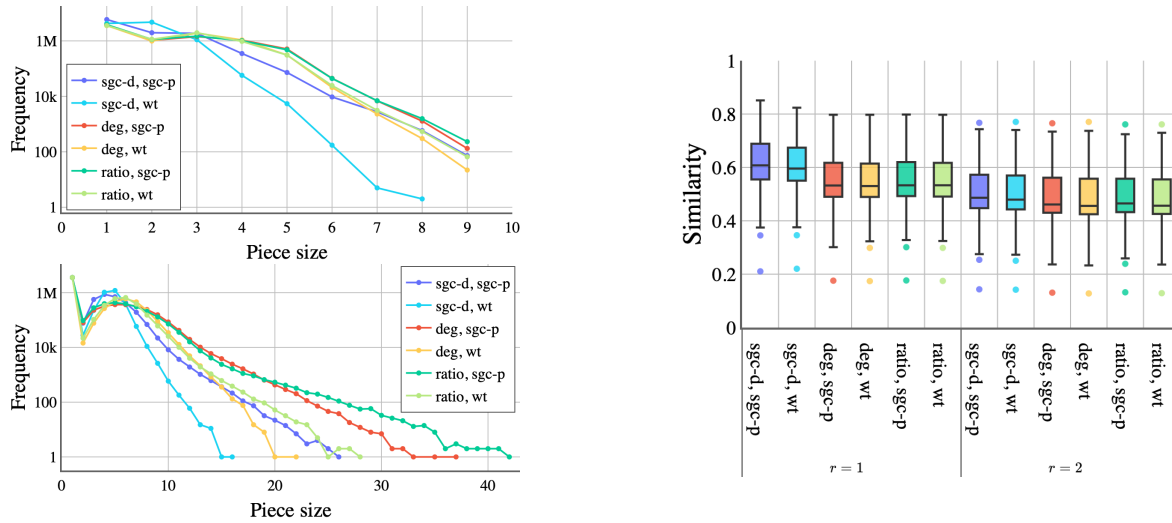 1M
10k
100
1
Frequency
sgc-d, sgc-p
sgc-d, wt
deg, sgc-p
deg, wt
ratio, sgc-p
ratio, wt
0 1 2 3 4 5 6 7 8 9 10
Piece size
1M
10k
100
1
Frequency
sgc-d, sgc-p
sgc-d, wt
deg, sgc-p
deg, wt
ratio, sgc-p
ratio, wt
0 10 20 30 40
Piece size
1
0.8
0.6
0.4
0.2
0
Similarity
sgc-d, sgc-p
sgc-d, wt
deg, sgc-p
deg, wt
ratio, sgc-p
ratio, wt
sgc-d, sgc-p
sgc-d, wt
deg, sgc-p
deg, wt
ratio, sgc-p
ratio, wt
r = 1
r = 2